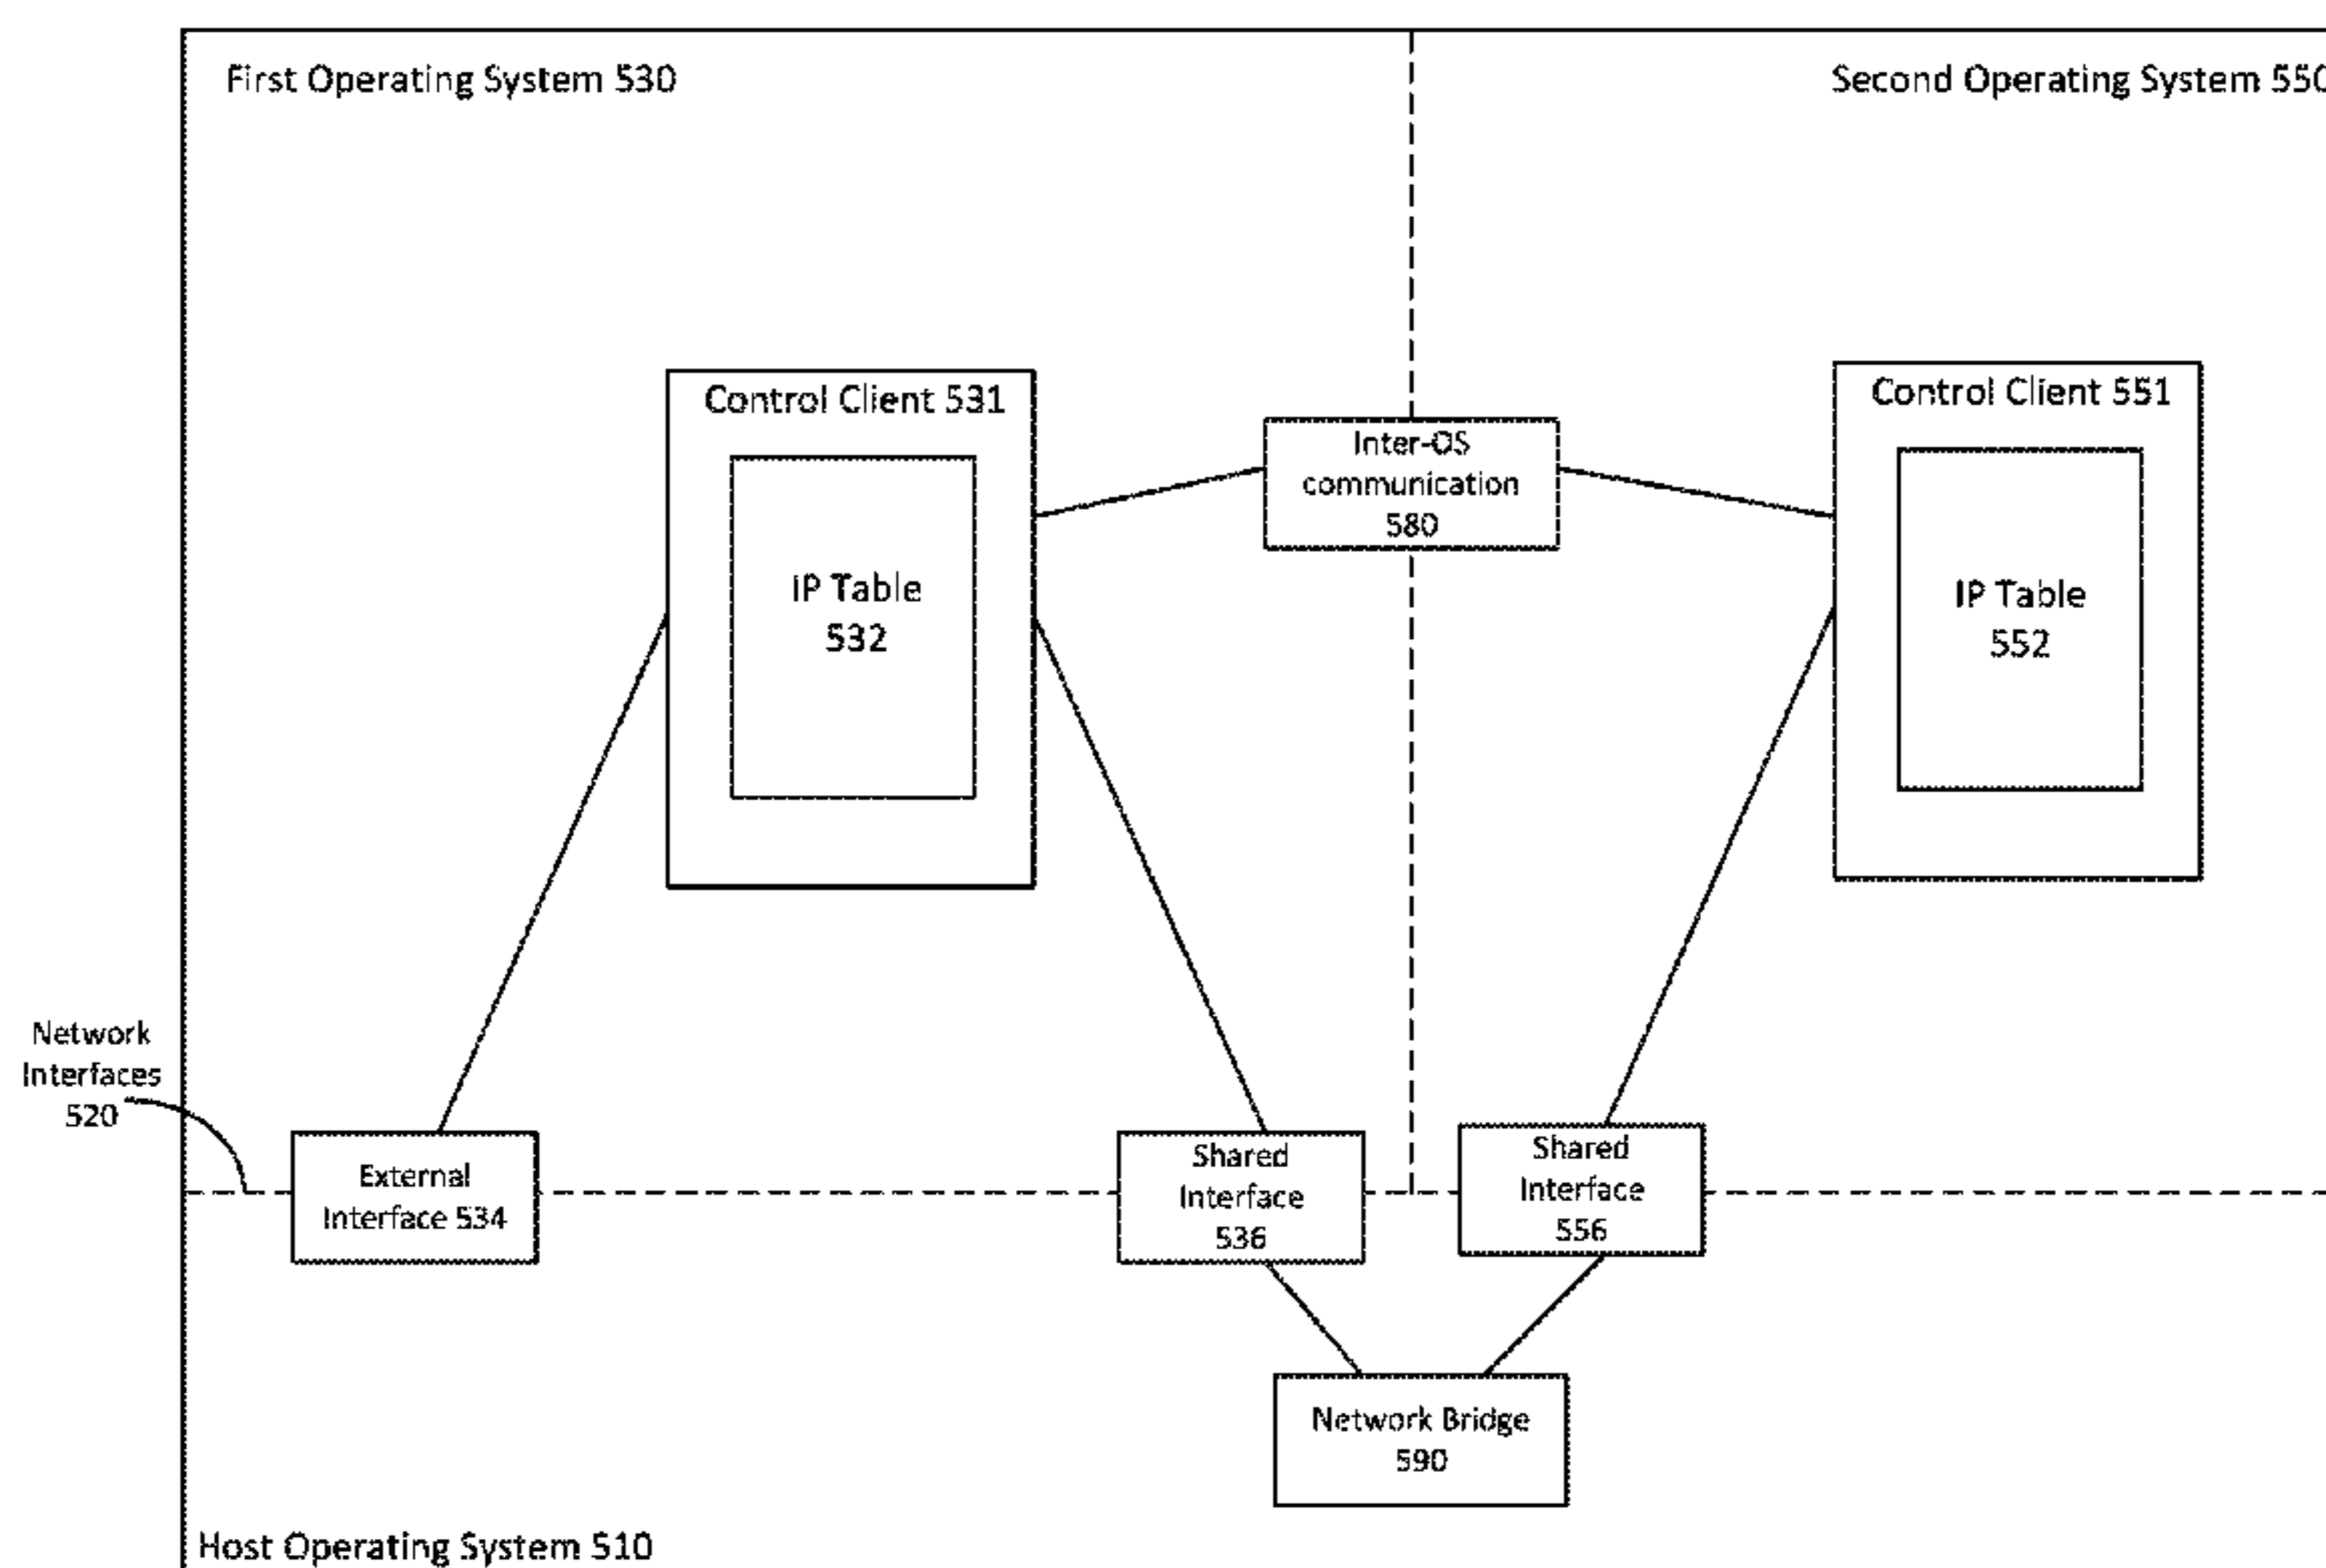 First Operating System 530
Second Operating System 550
Control Client 531
IP Table
532
Inter-OS
communication
580
Control Client 551
IP Table
552
Network
Interfaces
520
External
Interface 534
Shared
Interface
536
Shared
Interface
556
Network Bridge
590
Host Operating System 510